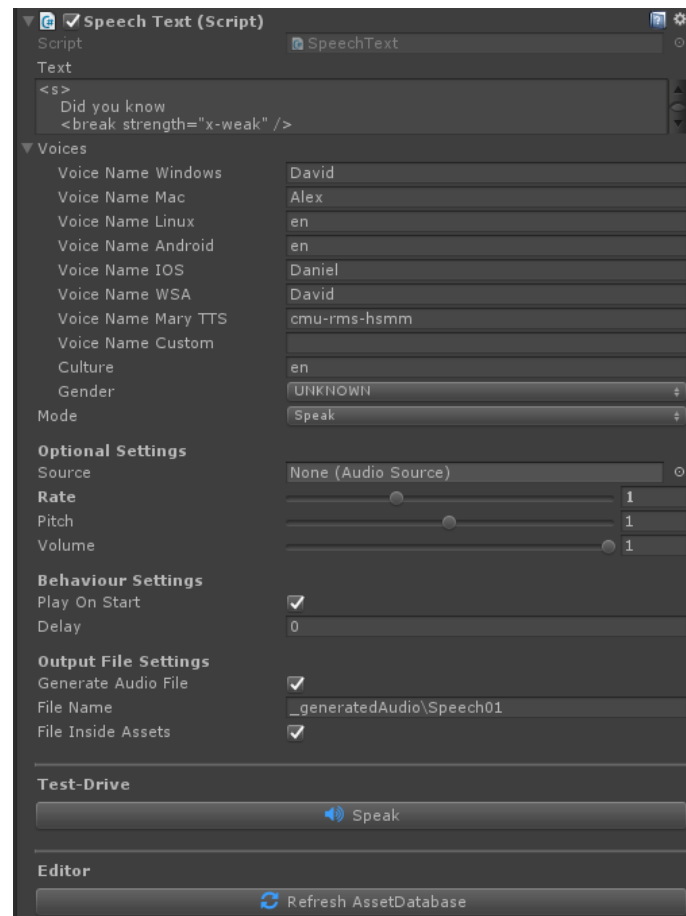 Speech Text (Script)
Script SpeechText
Text
<s>
Did you know
<break strength="x-weak" />
Voices
Voice Name Windows David
Voice Name Mac Alex
Voice Name Linux en
Voice Name Android en
Voice Name IOS Daniel
Voice Name WSA David
Voice Name Mary TTS cmu-rms-hsmm
Voice Name Custom
Culture en
Gender UNKNOWN
Mode Speak
Optional Settings
Source None (Audio Source)
Rate 1
Pitch 1
Volume 1
Behaviour Settings
Play On Start
Delay 0
Output File Settings
Generate Audio File
File Name _generatedAudio\Speech01
File Inside Assets
Test-Drive
Speak
Editor
Refresh AssetDatabase